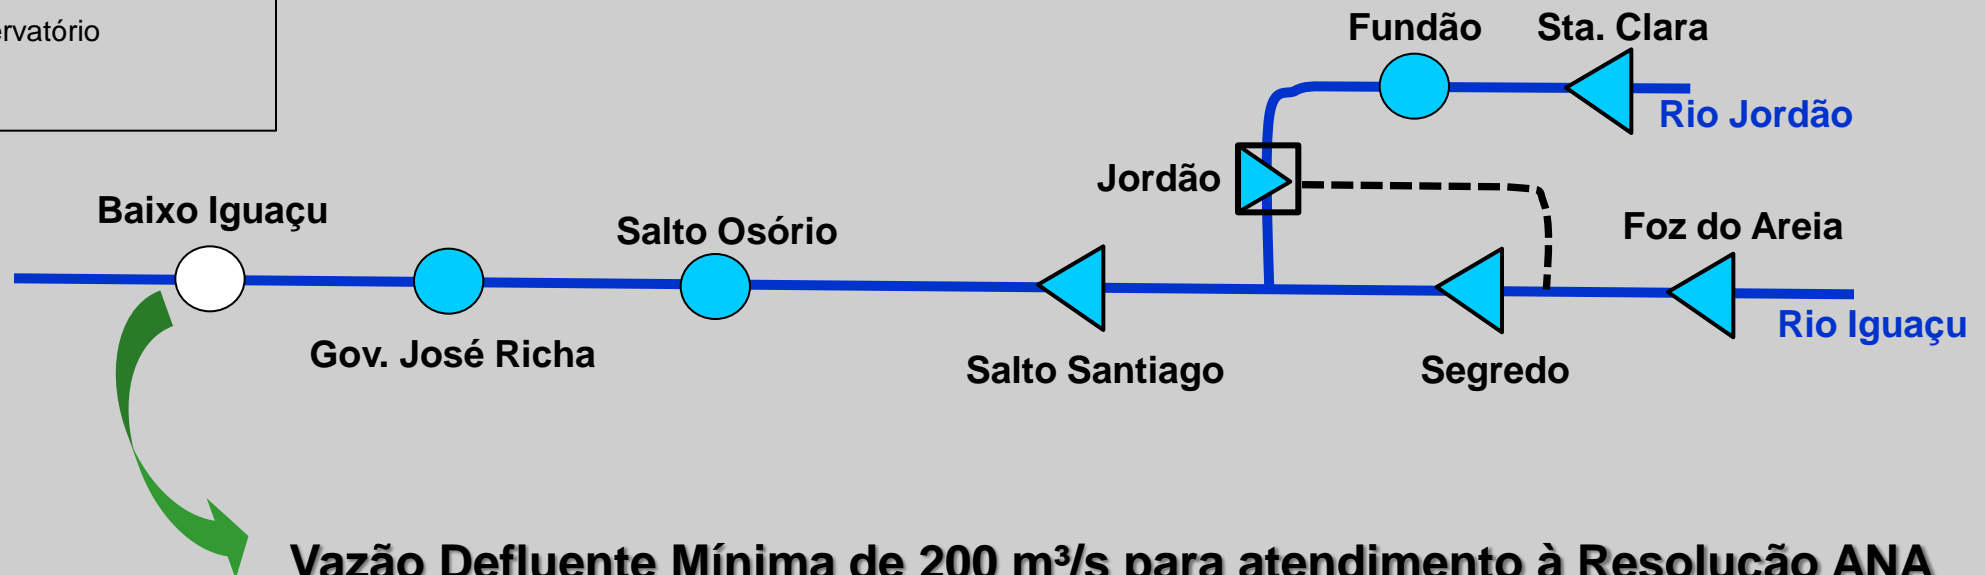 Fundão
Sta. Clara
Rio Jordão
Jordão
Baixo Iguaçu
Salto Osório
Foz do Areia
Rio Iguaçu
Gov. José Richa
Salto Santiago
Segredo
Vazão Defluente Mínima de 200 m³/s para atendimento à Resolução ANA